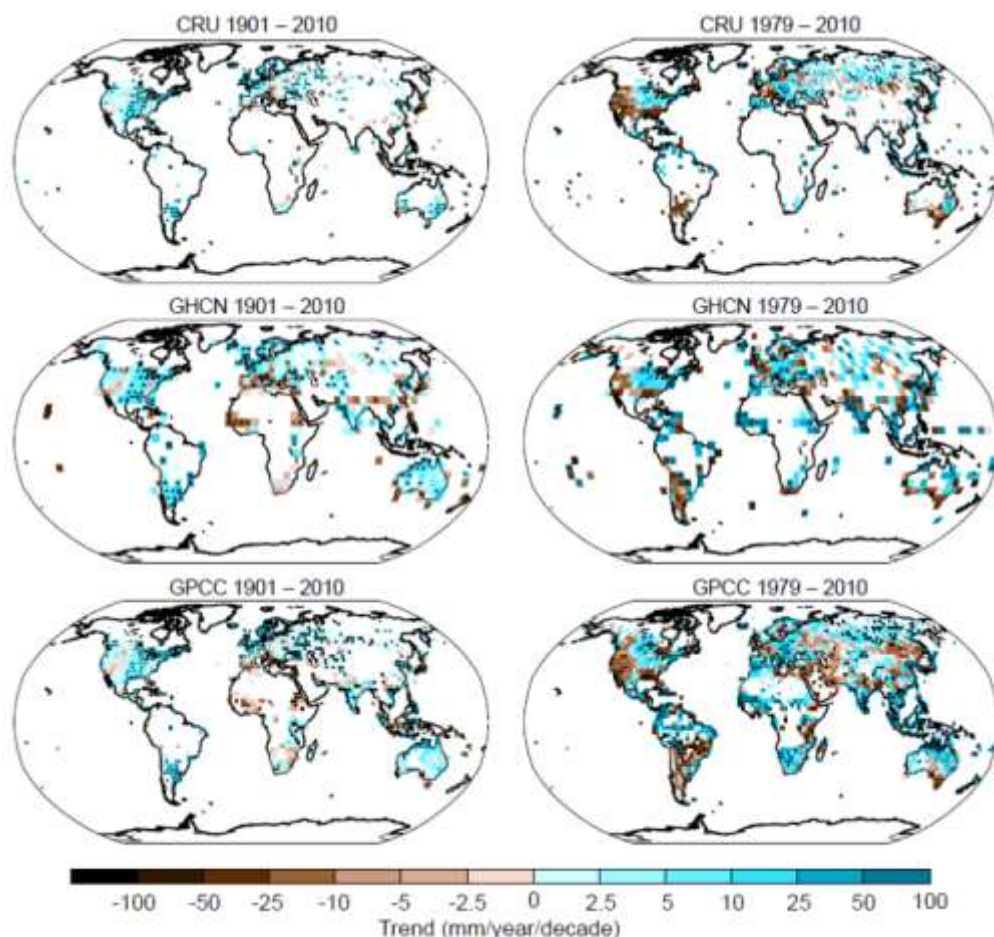 CRU 1901 – 2010
CRU 1979 – 2010
GHCN 1901 – 2010
GHCN 1979 – 2010
GPCC 1901 – 2010
GPCC 1979 – 2010
-100 -50 -25 -10 -5 -2.5 0 2.5 5 10 25 50 100
Trend (mm/year/decade)